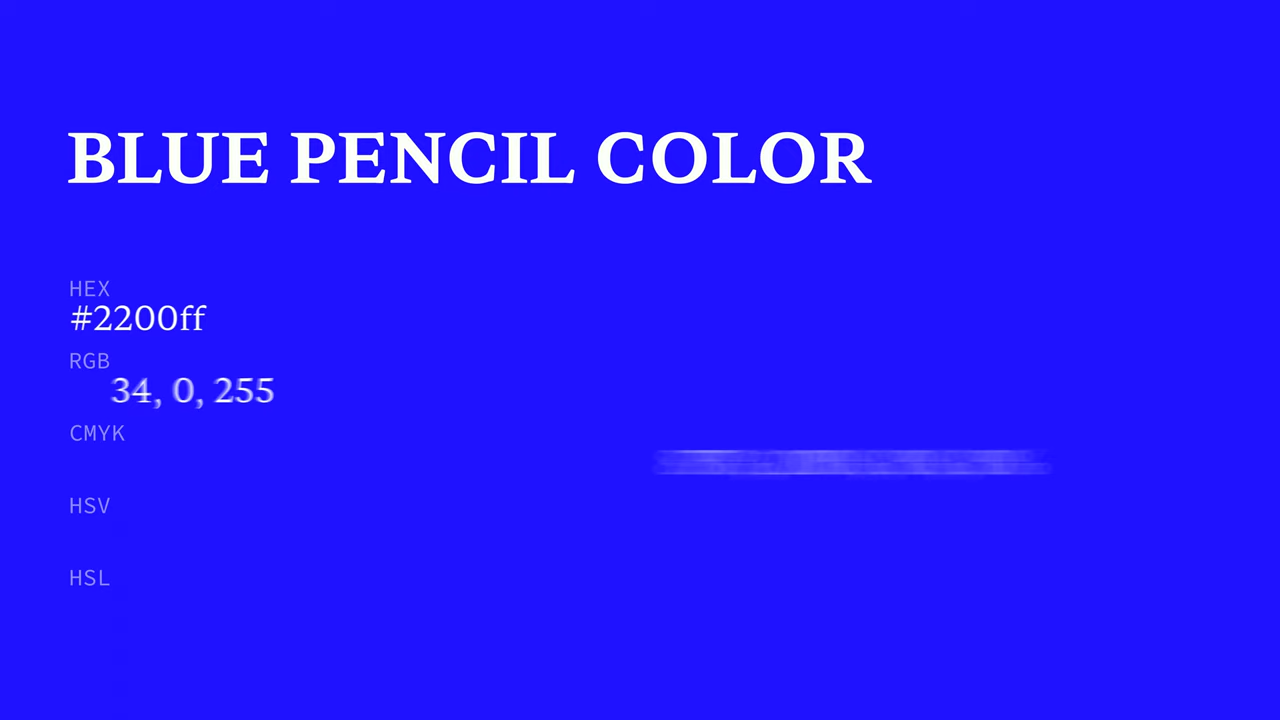 BLUE PENCIL COLOR
HEX
#2200ff
RGB
34, 0, 255
CMYK
HSV
HSL